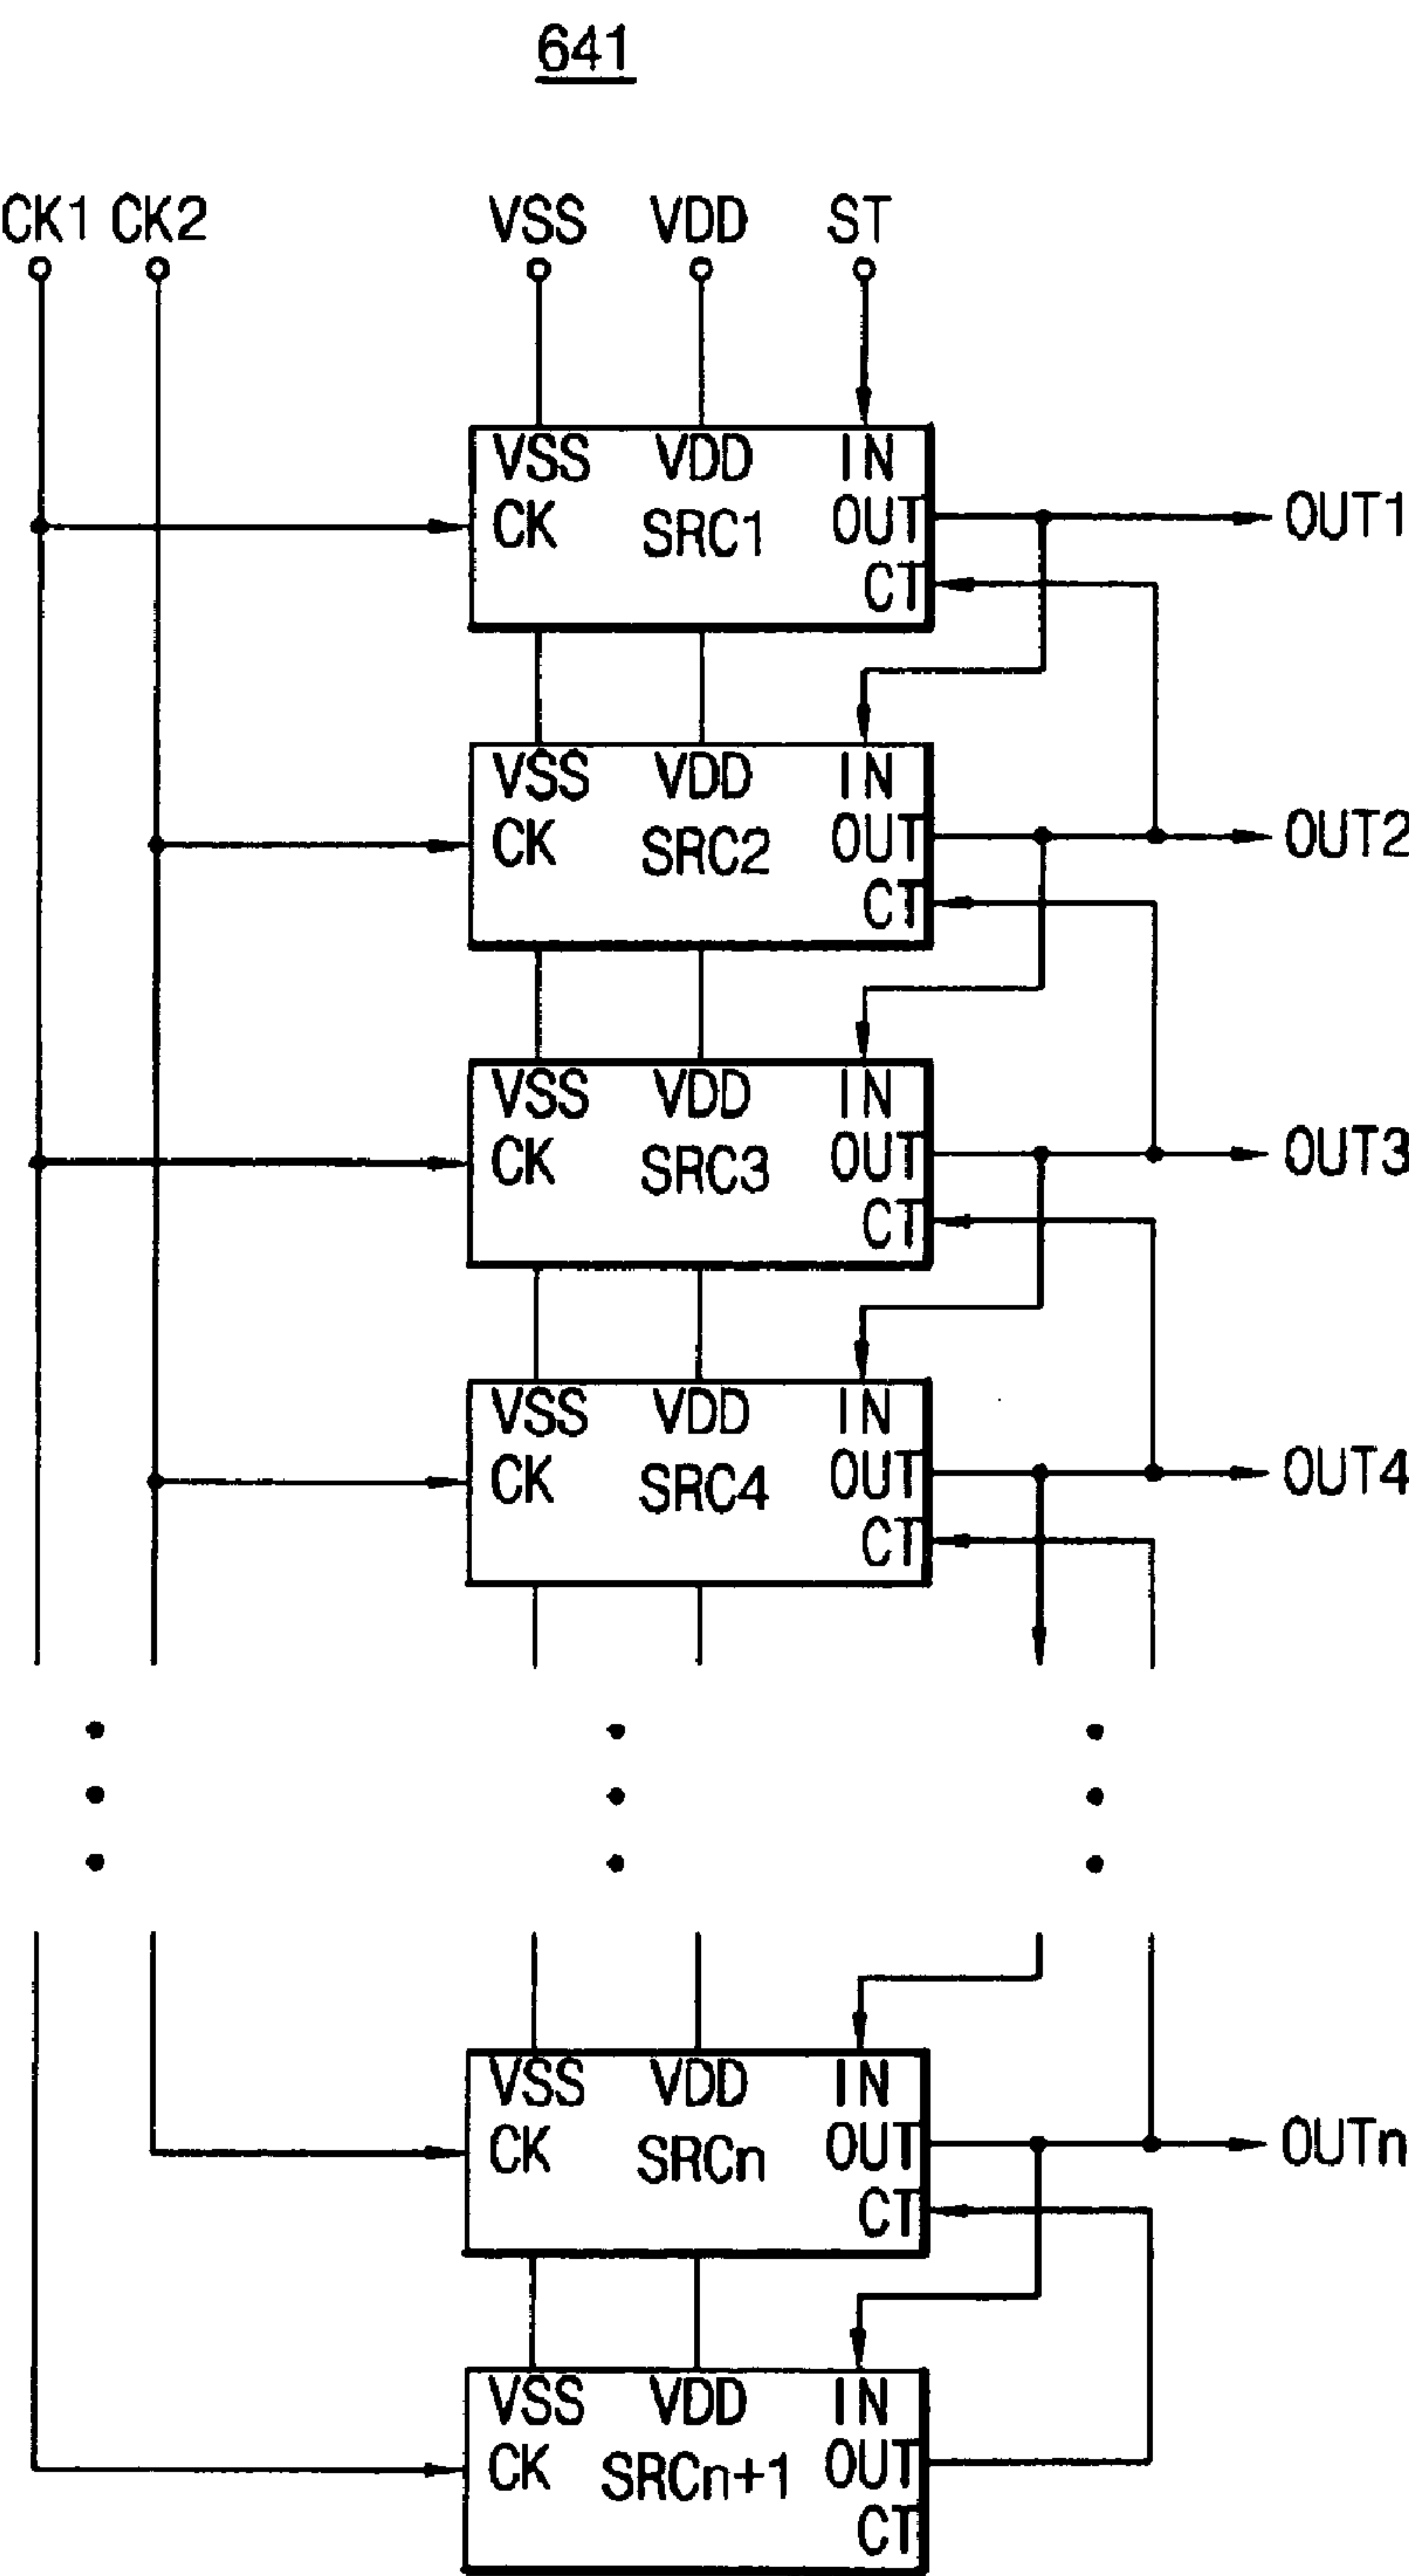 641
CK1 CK2 VSS VDD ST
VSS VDD IN
CK SRC1 OUT OUT1
CT
VSS VDD IN
CK SRC2 OUT OUT2
CT
VSS VDD IN
CK SRC3 OUT OUT3
CT
VSS VDD IN
CK SRC4 OUT OUT4
CT
VSS VDD IN
CK SRCn OUT OUTn
CT
VSS VDD IN
CK SRCn+1 OUT
CT